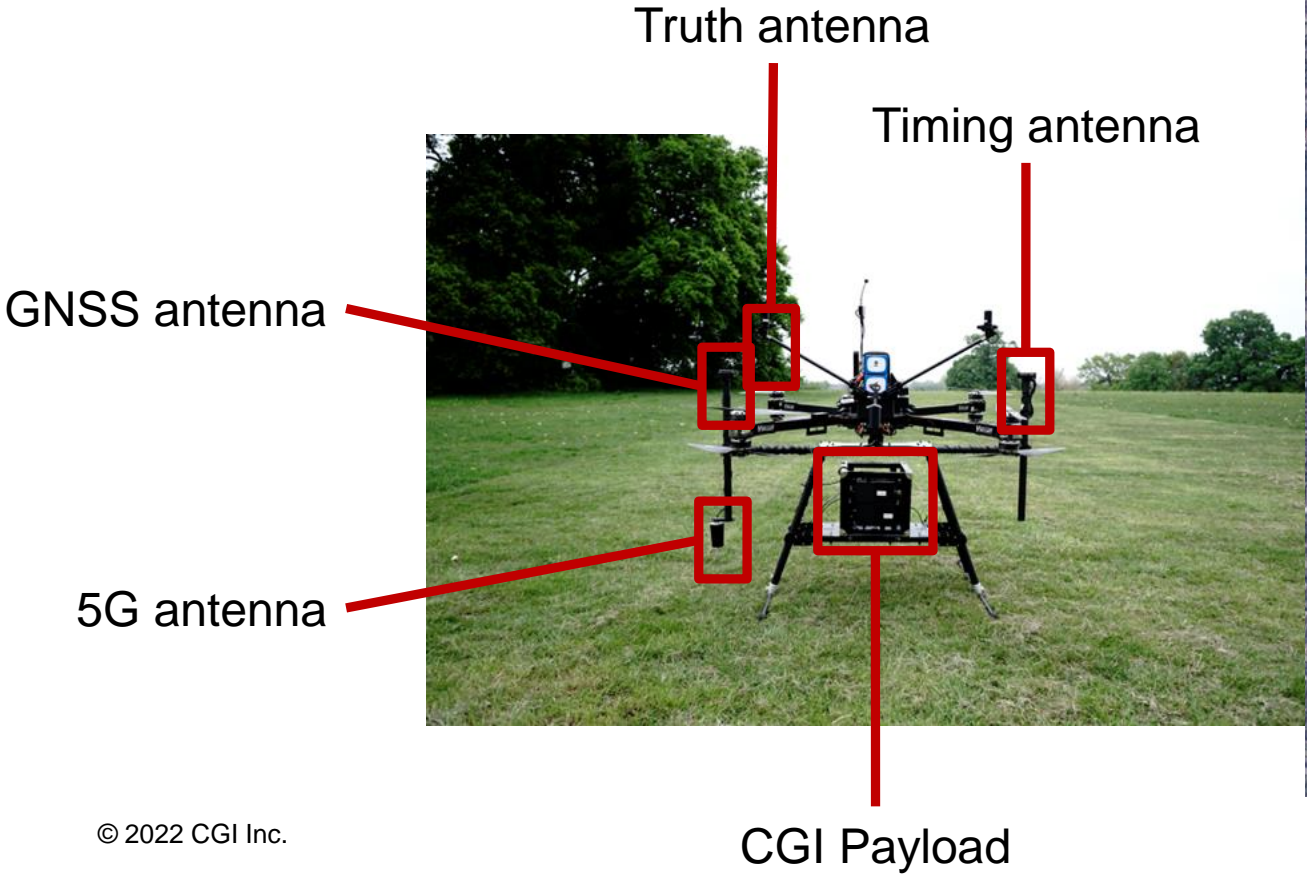 Truth antenna
Timing antenna
GNSS antenna
5G antenna
© 2022 CGI Inc.
CGI Payload